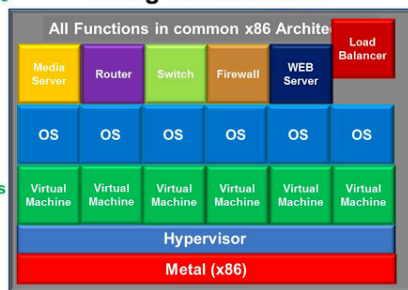 All Functions in common x86 Archite
Load
Balancer
Media
Server
Router
Switch
Firewall
WEB
Server
OS
OS
OS
OS
OS
OS
Virtual
Machine
Virtual
Machine
Virtual
Machine
Virtual
Machine
Virtual
Machine
Virtual
Machine
Hypervisor
Metal (x86)